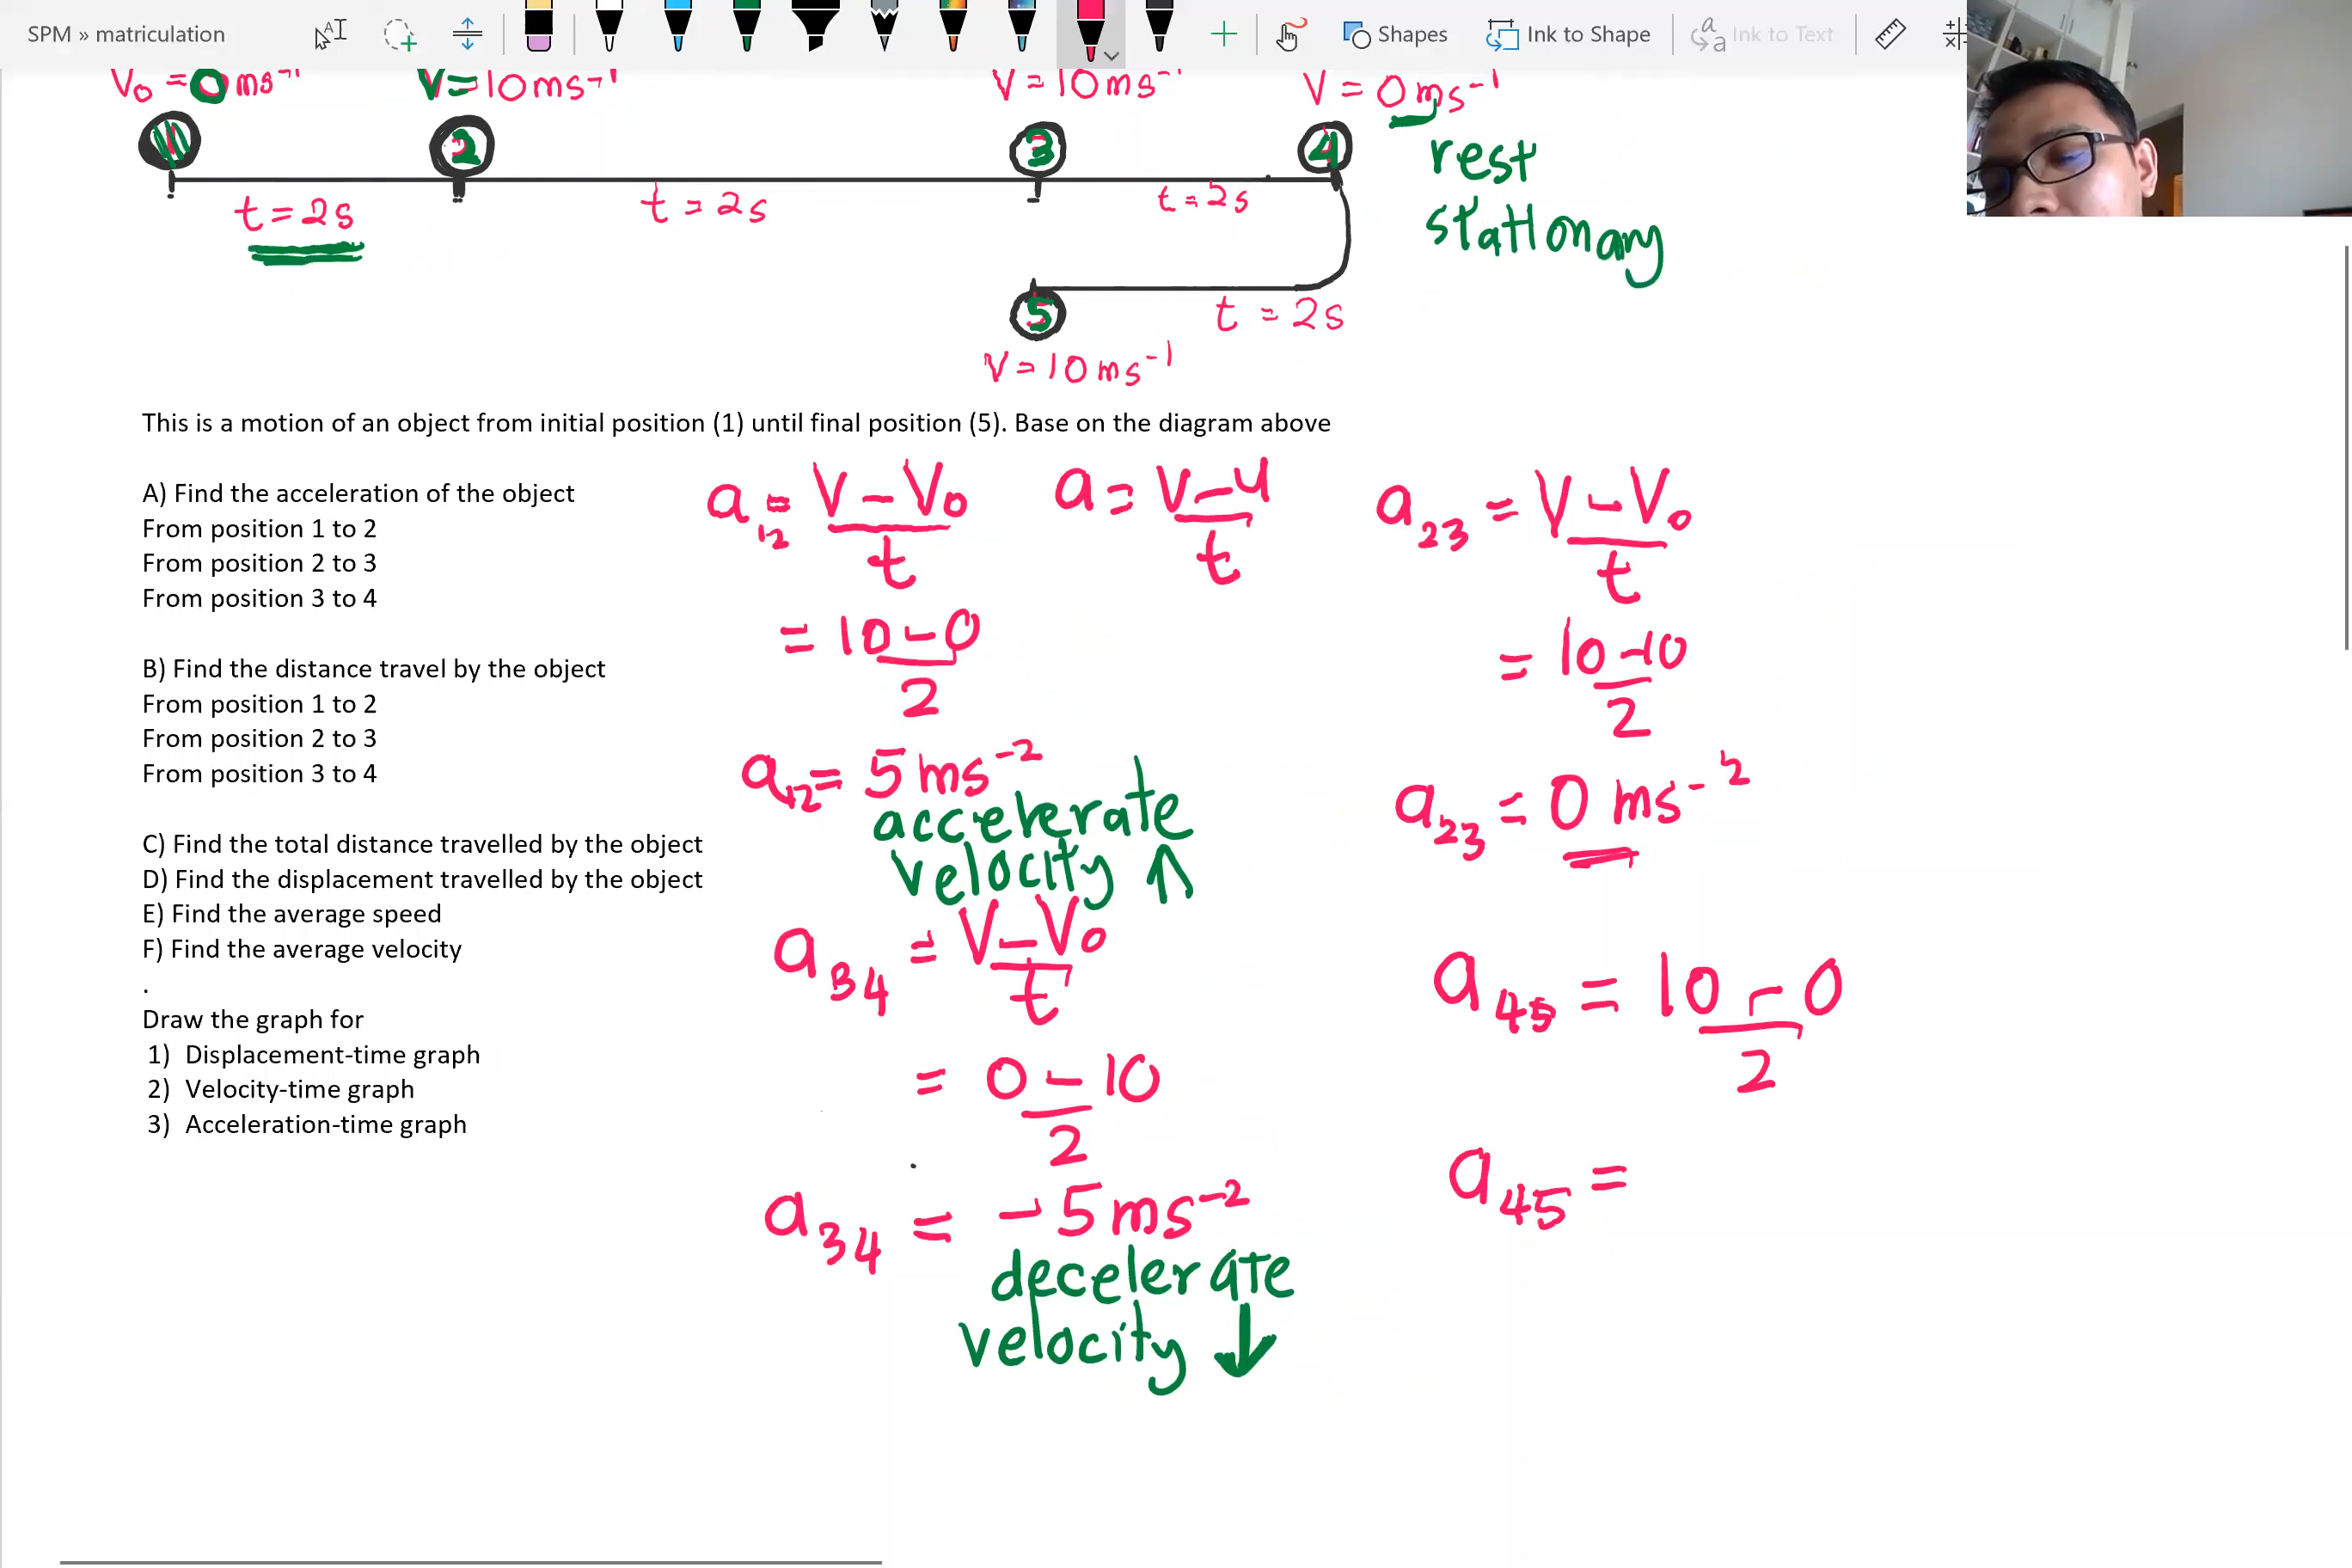 SPM » matriculation
Shapes
Ink to Shape
Ink to Text
V₀ = 0 ms⁻¹
V = 10 ms⁻¹
V = 10 ms⁻¹
V = 0 ms⁻¹
1
2
3
4
rest
stationary
t = 2s
t = 2s
t = 2s
5
t = 2s
V = 10 ms⁻¹
This is a motion of an object from initial position (1) until final position (5). Base on the diagram above
A) Find the acceleration of the object
From position 1 to 2
From position 2 to 3
From position 3 to 4
B) Find the distance travel by the object
From position 1 to 2
From position 2 to 3
From position 3 to 4
C) Find the total distance travelled by the object
D) Find the displacement travelled by the object
E) Find the average speed
F) Find the average velocity
.
Draw the graph for
1) Displacement-time graph
2) Velocity-time graph
3) Acceleration-time graph
a₁₂ = V - V₀
t
= 10 - 0
2
a₁₂ = 5 ms⁻²
accelerate
velocity ↑
a = V - u
t
a₂₃ = V - V₀
t
= 10 - 10
2
a₂₃ = 0 ms⁻²
a₃₄ = V - V₀
t
= 0 - 10
2
a₃₄ = -5 ms⁻²
decelerate
velocity ↓
a₄₅ = 10 - 0
2
a₄₅ =